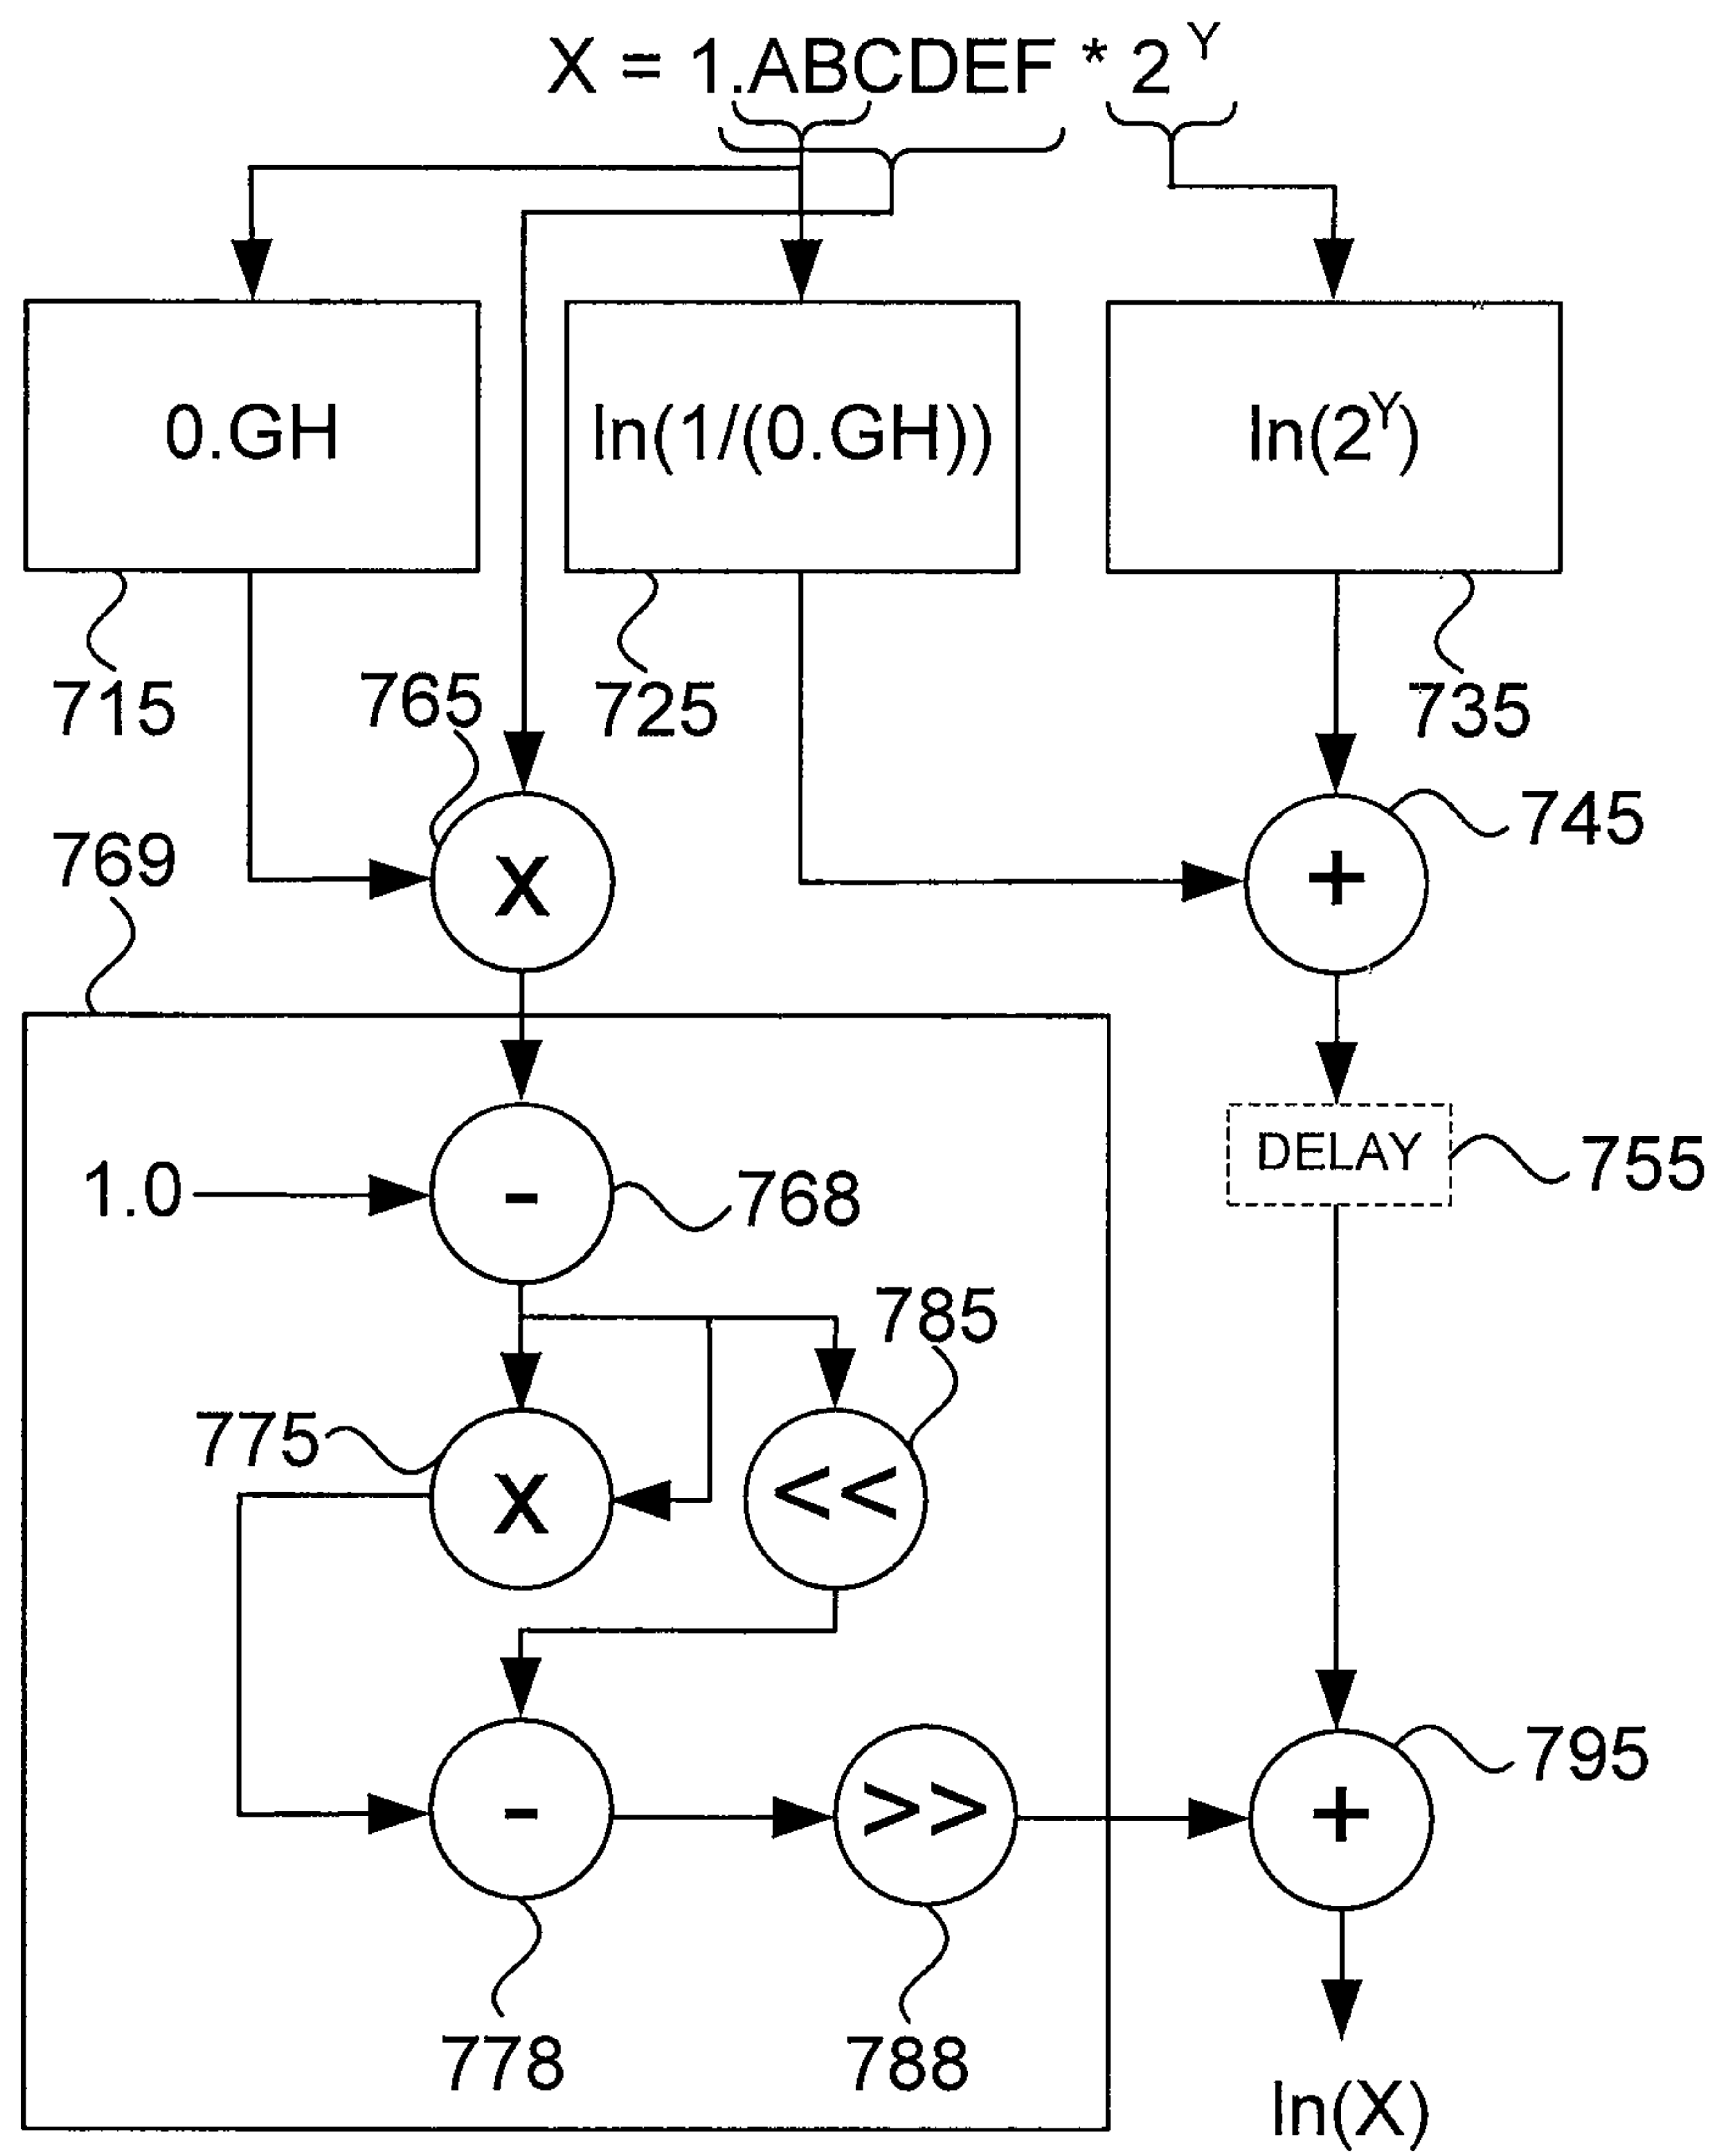 X = 1.ABCDEF * 2^Y
0.GH
ln(1/(0.GH))
ln(2^Y)
715
765
725
735
769
x
+
745
DELAY
755
1.0
-
768
785
775
x
<<
-
>>
+
795
778
788
ln(X)